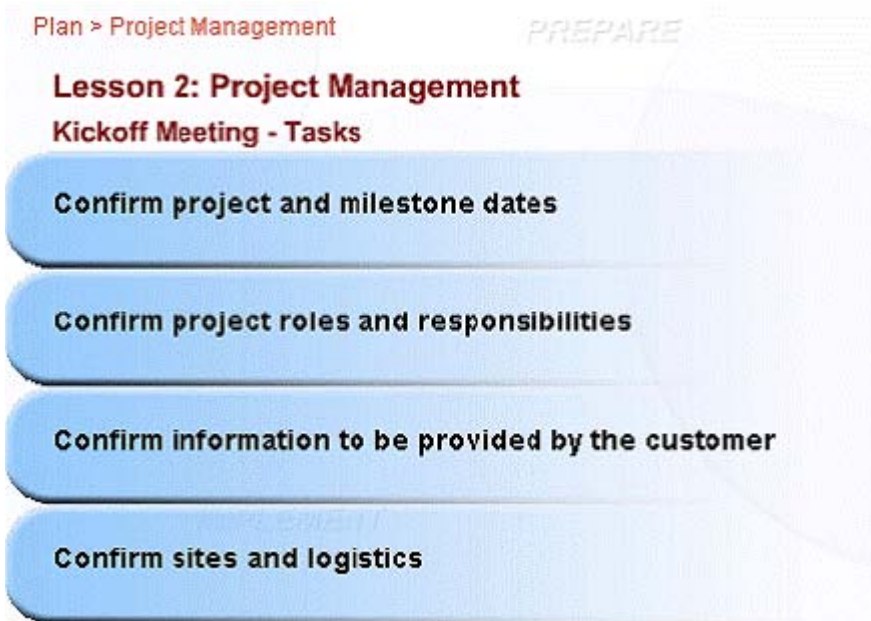 Plan > Project Management
PREPARE
Lesson 2: Project Management
Kickoff Meeting - Tasks
Confirm project and milestone dates
Confirm project roles and responsibilities
Confirm information to be provided by the customer
IMPLEMENT
Confirm sites and logistics